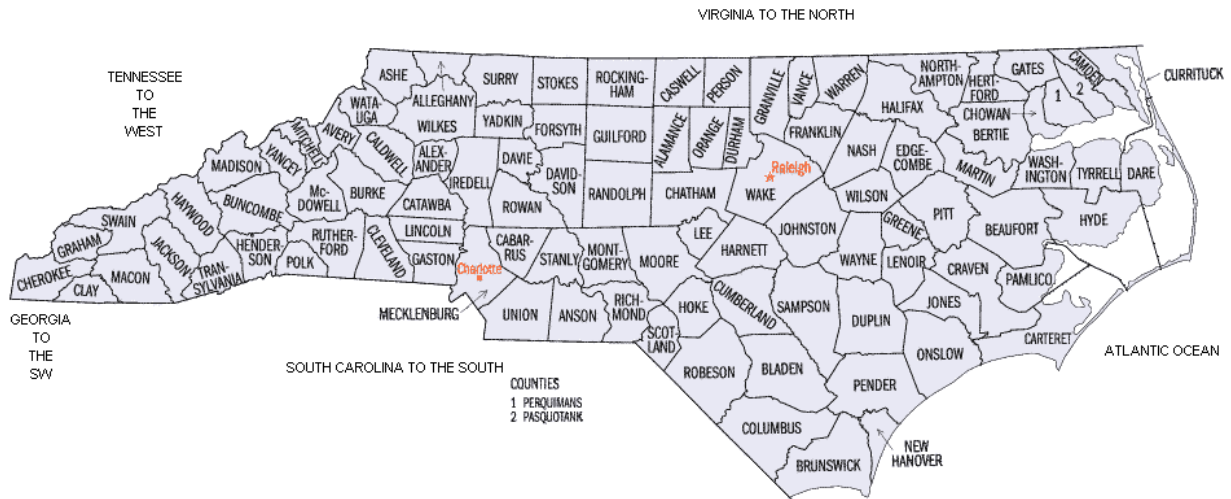 VIRGINIA TO THE NORTH
TENNESSEE
TO
THE
WEST
ASHE
ALLEGHANY
SURRY
STOKES
ROCKING-
HAM
CASWELL
PERSON
GRANVILLE
VANCE
WARREN
NORTH-
AMPTON
HERT-
FORD
GATES
CAMDEN
CURRITUCK
1
2
WATA-
UGA
WILKES
YADKIN
FORSYTH
GUILFORD
ALAMANCE
ORANGE
DURHAM
FRANKLIN
HALIFAX
CHOWAN
BERTIE
MITCHELL
AVERY
CALDWELL
ALEX-
ANDER
IREDELL
DAVIE
DAVID-
SON
RANDOLPH
CHATHAM
Raleigh
WAKE
NASH
EDGE-
COMBE
MARTIN
WASH-
INGTON
TYRRELL
DARE
MADISON
YANCEY
Mc-
DOWELL
BURKE
CATAWBA
ROWAN
WILSON
PITT
BEAUFORT
HYDE
SWAIN
HAYWOOD
BUNCOMBE
RUTHER-
FORD
CLEVELAND
LINCOLN
GASTON
CABAR-
RUS
STANLY
MONT-
GOMERY
MOORE
LEE
HARNETT
JOHNSTON
GREENE
WAYNE
LENOIR
CRAVEN
PAMLICO
GRAHAM
CHEROKEE
CLAY
MACON
JACKSON
TRAN-
SYLVANIA
HENDER-
SON
POLK
Charlotte
MECKLENBURG
UNION
ANSON
RICH-
MOND
SCOT-
LAND
HOKE
CUMBERLAND
SAMPSON
DUPLIN
JONES
ONSLOW
CARTERET
GEORGIA
TO
THE
SW
SOUTH CAROLINA TO THE SOUTH
ATLANTIC OCEAN
ROBESON
BLADEN
PENDER
COLUMBUS
BRUNSWICK
NEW
HANOVER
COUNTIES
1 PERQUIMANS
2 PASQUOTANK